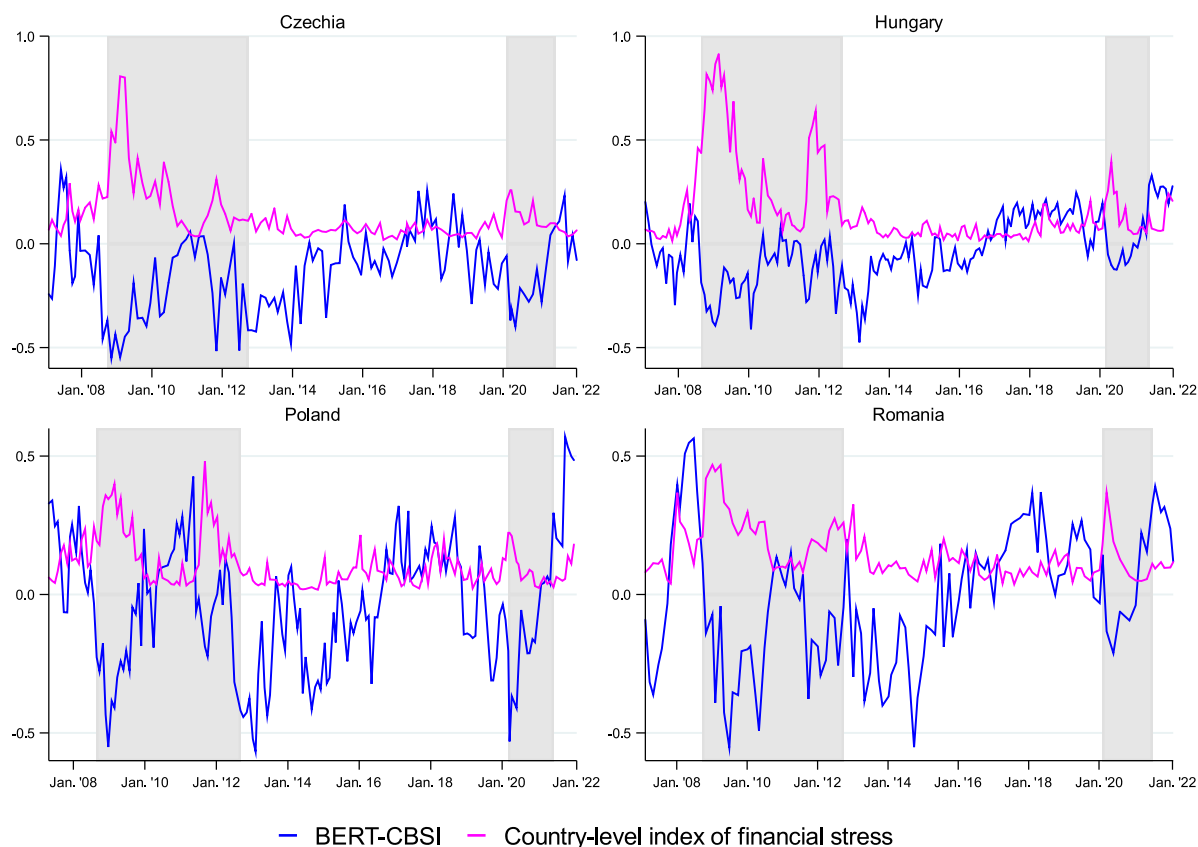 Czechia
Hungary
1.0
0.5
0.0
-0.5
1.0
0.5
0.0
-0.5
Jan. '08 Jan. '10 Jan. '12 Jan. '14 Jan. '16 Jan. '18 Jan. '20 Jan. '22
Jan. '08 Jan. '10 Jan. '12 Jan. '14 Jan. '16 Jan. '18 Jan. '20 Jan. '22
Poland
Romania
0.5
0.0
-0.5
0.5
0.0
-0.5
Jan. '08 Jan. '10 Jan. '12 Jan. '14 Jan. '16 Jan. '18 Jan. '20 Jan. '22
Jan. '08 Jan. '10 Jan. '12 Jan. '14 Jan. '16 Jan. '18 Jan. '20 Jan. '22
BERT-CBSI Country-level index of financial stress